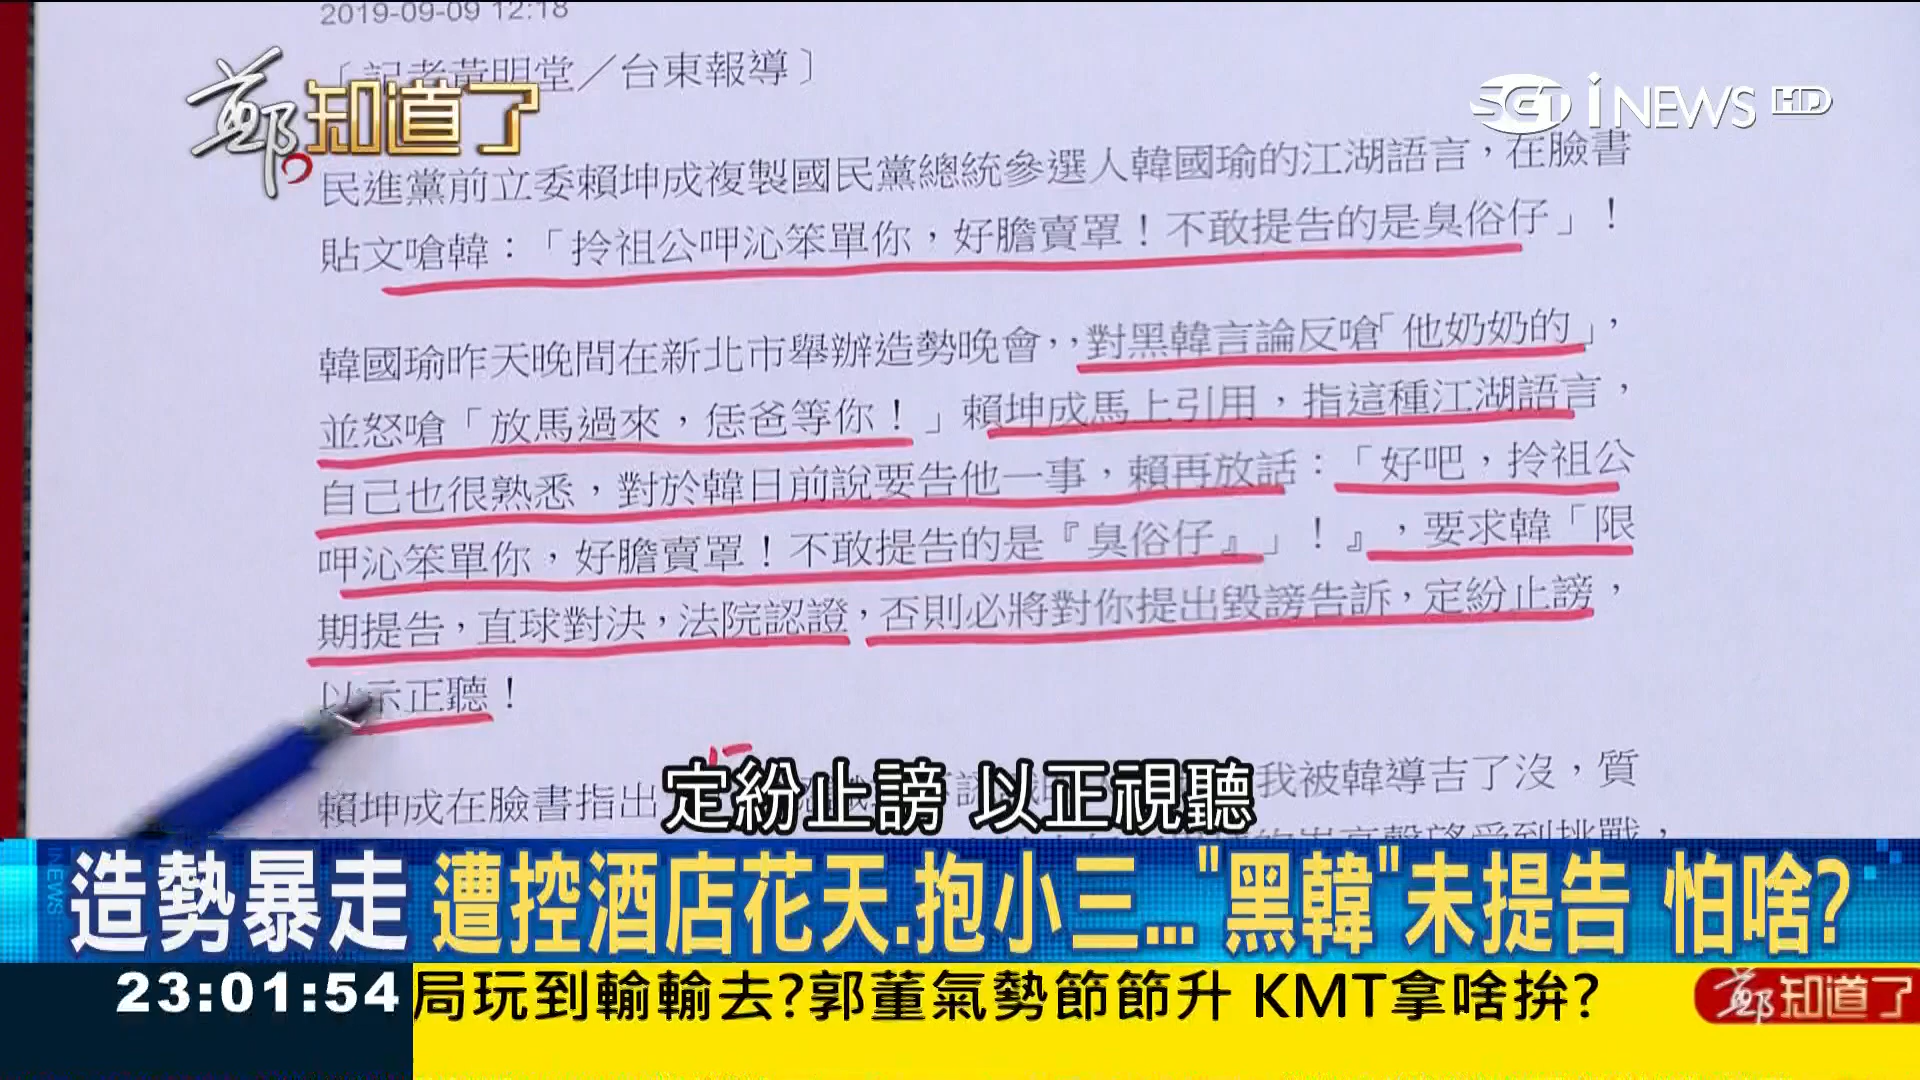 2019-09-09 12:18
〔記者黃明堂／台東報導〕
鄭知道了
SET iNEWS HD
民進黨前立委賴坤成複製國民黨總統參選人韓國瑜的江湖語言，在臉書
貼文嗆韓：「拎祖公呷沁笨單你，好膽賣罩！不敢提告的是臭俗仔」！
韓國瑜昨天晚間在新北市舉辦造勢晚會，，對黑韓言論反嗆「他奶奶的」，
並怒嗆「放馬過來，恁爸等你！」賴坤成馬上引用，指這種江湖語言，
自己也很熟悉，對於韓日前說要告他一事，賴再放話：「好吧，拎祖公
呷沁笨單你，好膽賣罩！不敢提告的是『臭俗仔』」！』，要求韓「限
期提告，直球對決，法院認證，否則必將對你提出毀謗告訴，定紛止謗，
以示正聽！
賴坤成在臉書指出
我被韓導吉了沒，質
定紛止謗 以正視聽
iNEWS
造勢暴走 遭控酒店花天.抱小三..."黑韓"未提告 怕啥?
23:01:54 局玩到輸輸去?郭董氣勢節節升 KMT拿啥拚?
鄭知道了